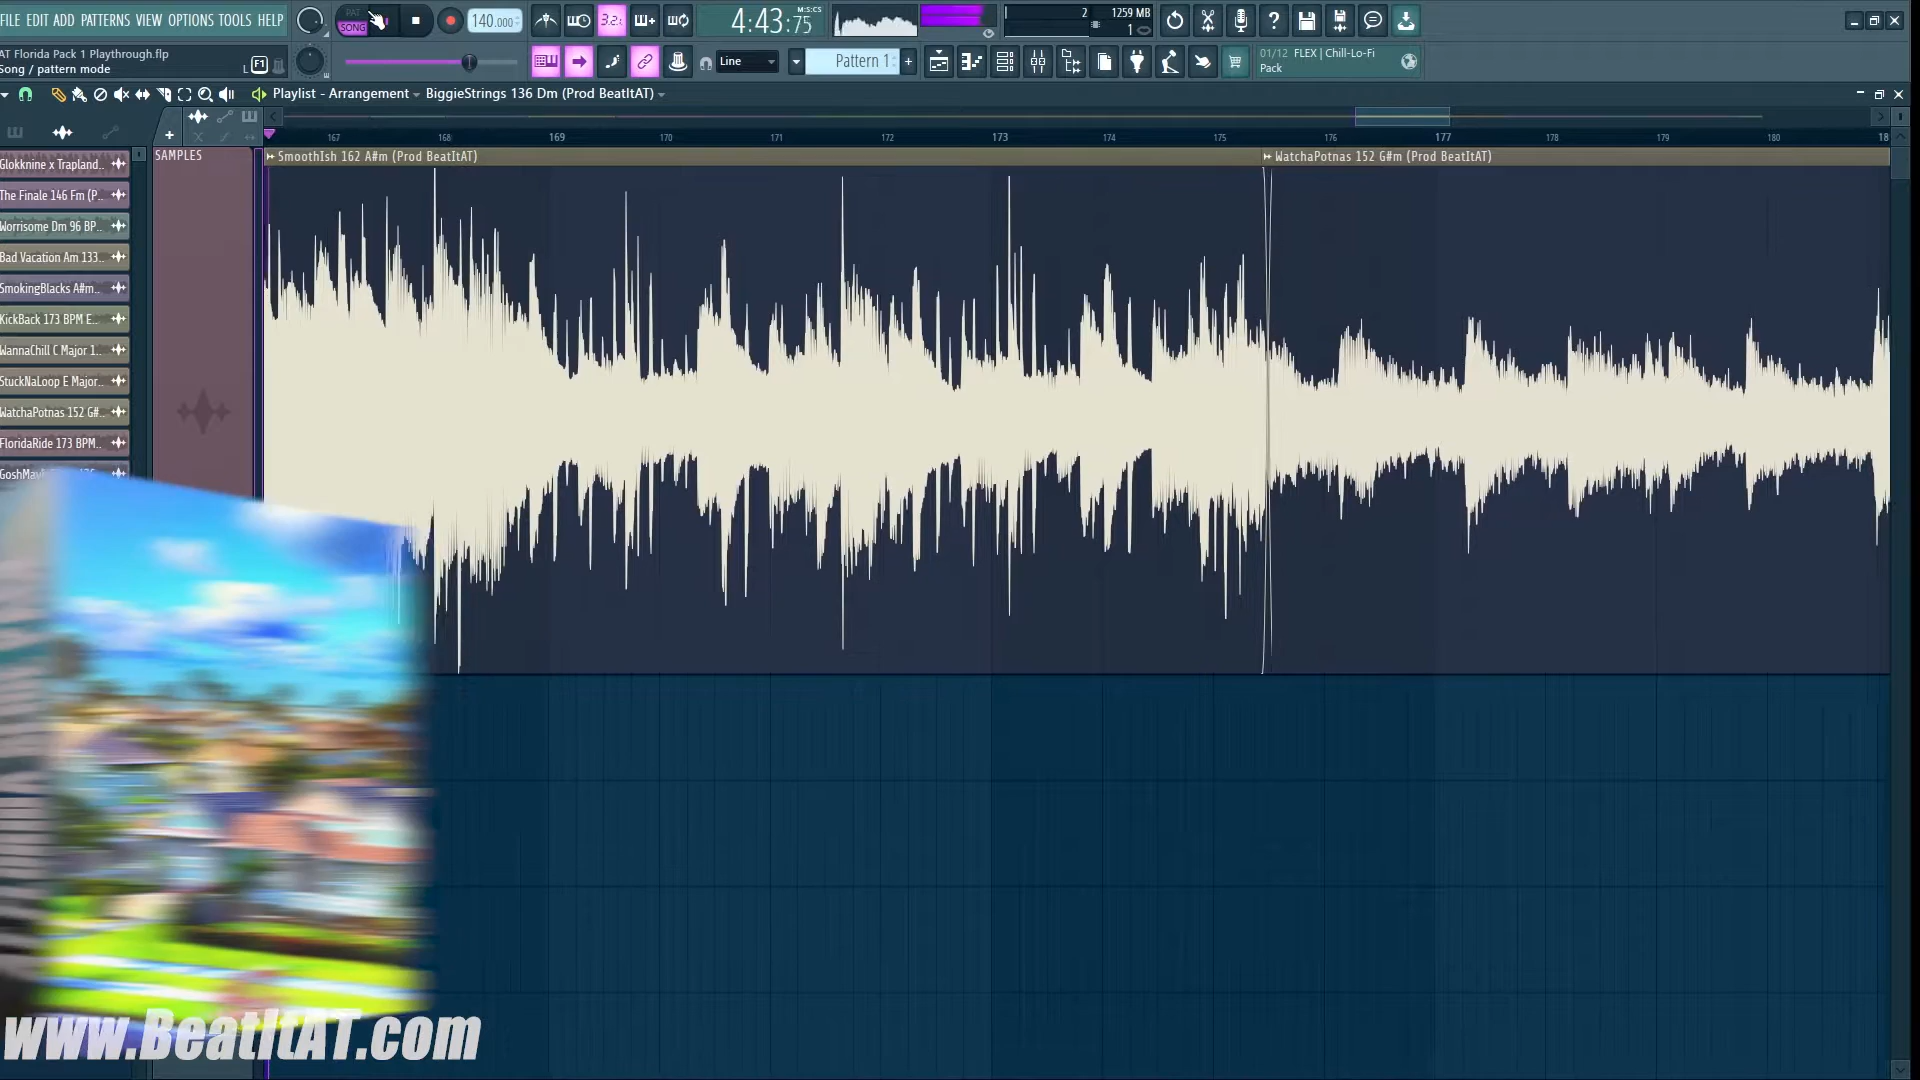 FILE EDIT ADD PATTERNS VIEW OPTIONS TOOLS HELP
PAT
SONG
140.000
3.2.
4:43:75
M:S:CS
2
1259 MB
1
AT Florida Pack 1 Playthrough.flp
Song / pattern mode
L F1
Line
Pattern 1
+
01/12 FLEX | Chill-Lo-Fi
Pack
Playlist - Arrangement
BiggieStrings 136 Dm (Prod BeatItAT)
167 168 169 170 171 172 173 174 175 176 177 178 179 180 18
SAMPLES
SmoothIsh 162 A#m (Prod BeatItAT)
WatchaPotnas 152 G#m (Prod BeatItAT)
Glokknine x Trapland..
The Finale 146 Fm (P..
Worrisome Dm 96 BP..
Bad Vacation Am 133..
SmokingBlacks A#m..
KickBack 173 BPM E..
WannaChill C Major 1..
StuckNaLoop E Major..
WatchaPotnas 152 G#..
FloridaRide 173 BPM..
www.BeatItAT.com